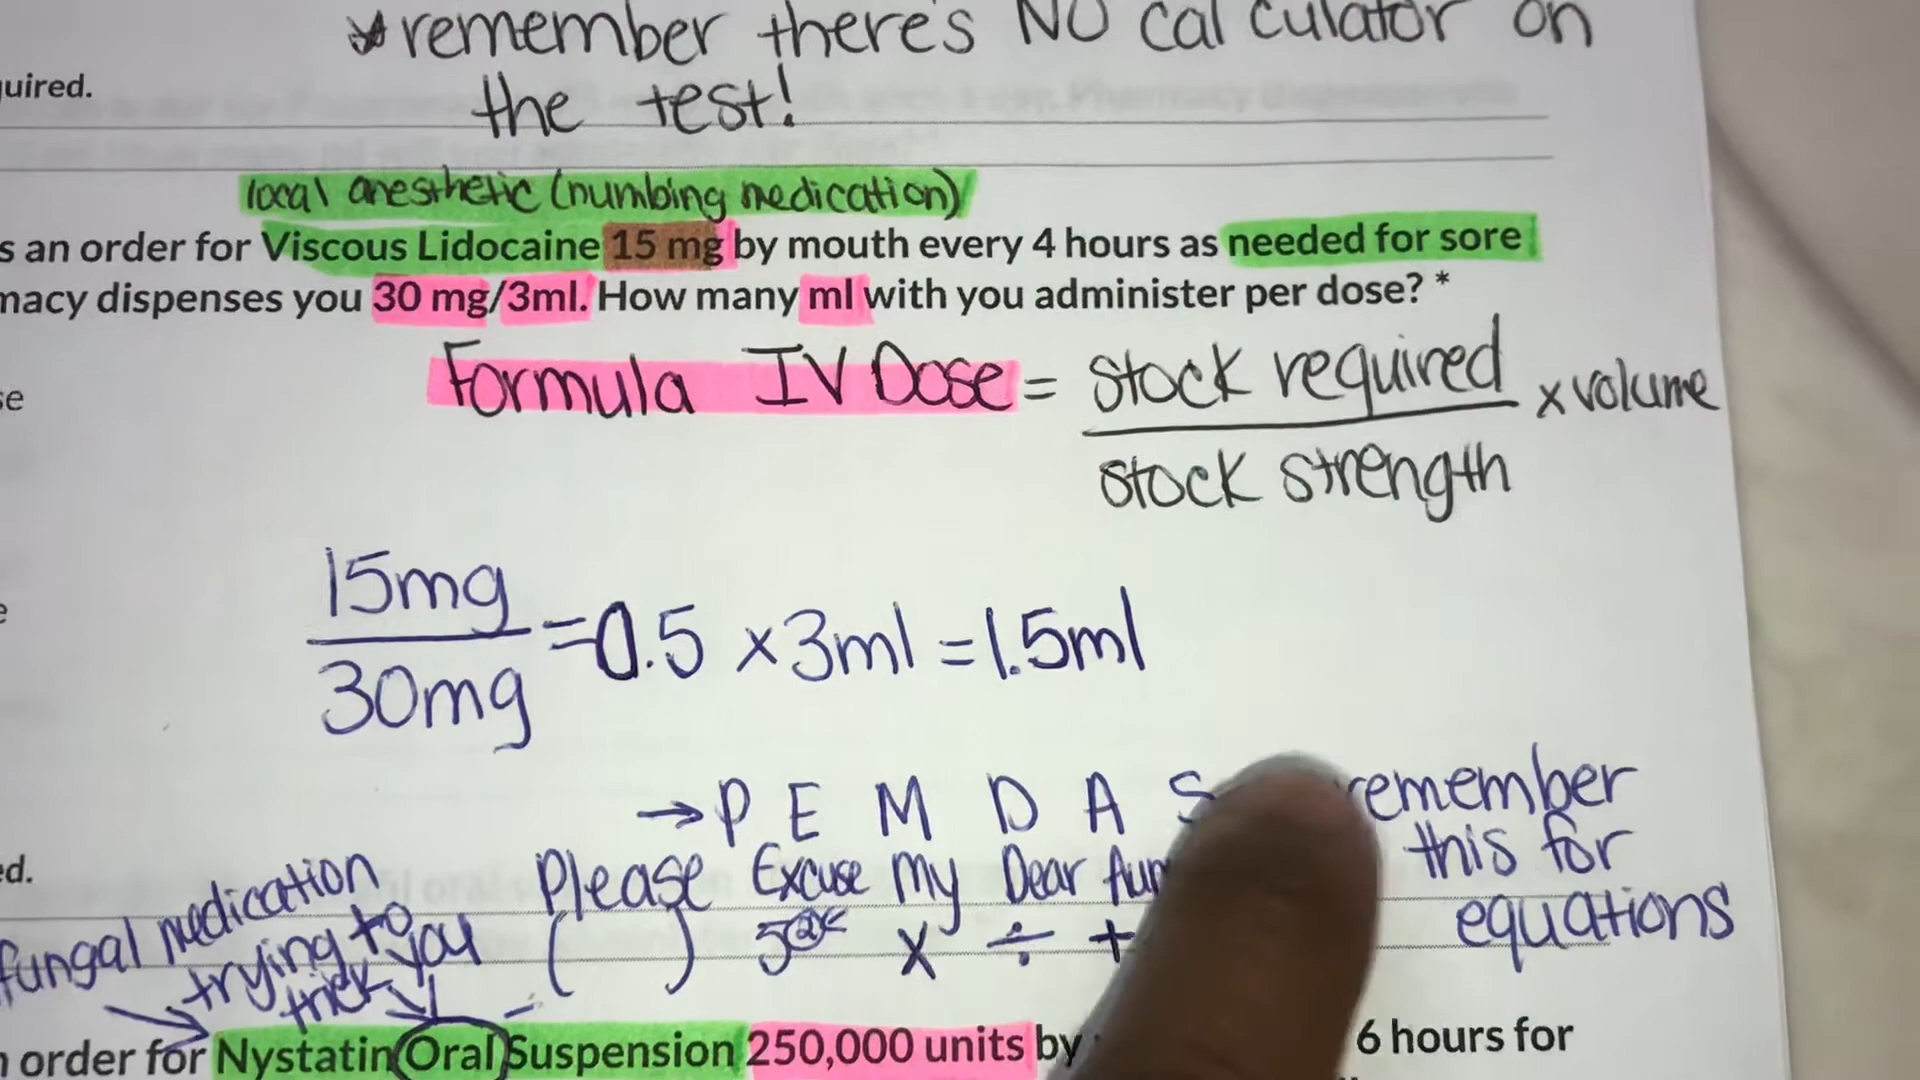 *remember there's NO calculator on
the test!
quired.
local anesthetic (numbing medication)
s an order for Viscous Lidocaine 15 mg by mouth every 4 hours as needed for sore
macy dispenses you 30 mg/3ml. How many ml with you administer per dose? *
Formula IV Dose = stock required x volume
stock strength
se
15mg
30mg
=0.5 x 3ml = 1.5ml
e
→ P E M D A S remember
Please Excuse My Dear Aun this for
ed.
( ) x ÷ + equations
fungal medication
trying to
trick you
n order for Nystatin Oral Suspension 250,000 units by 6 hours for